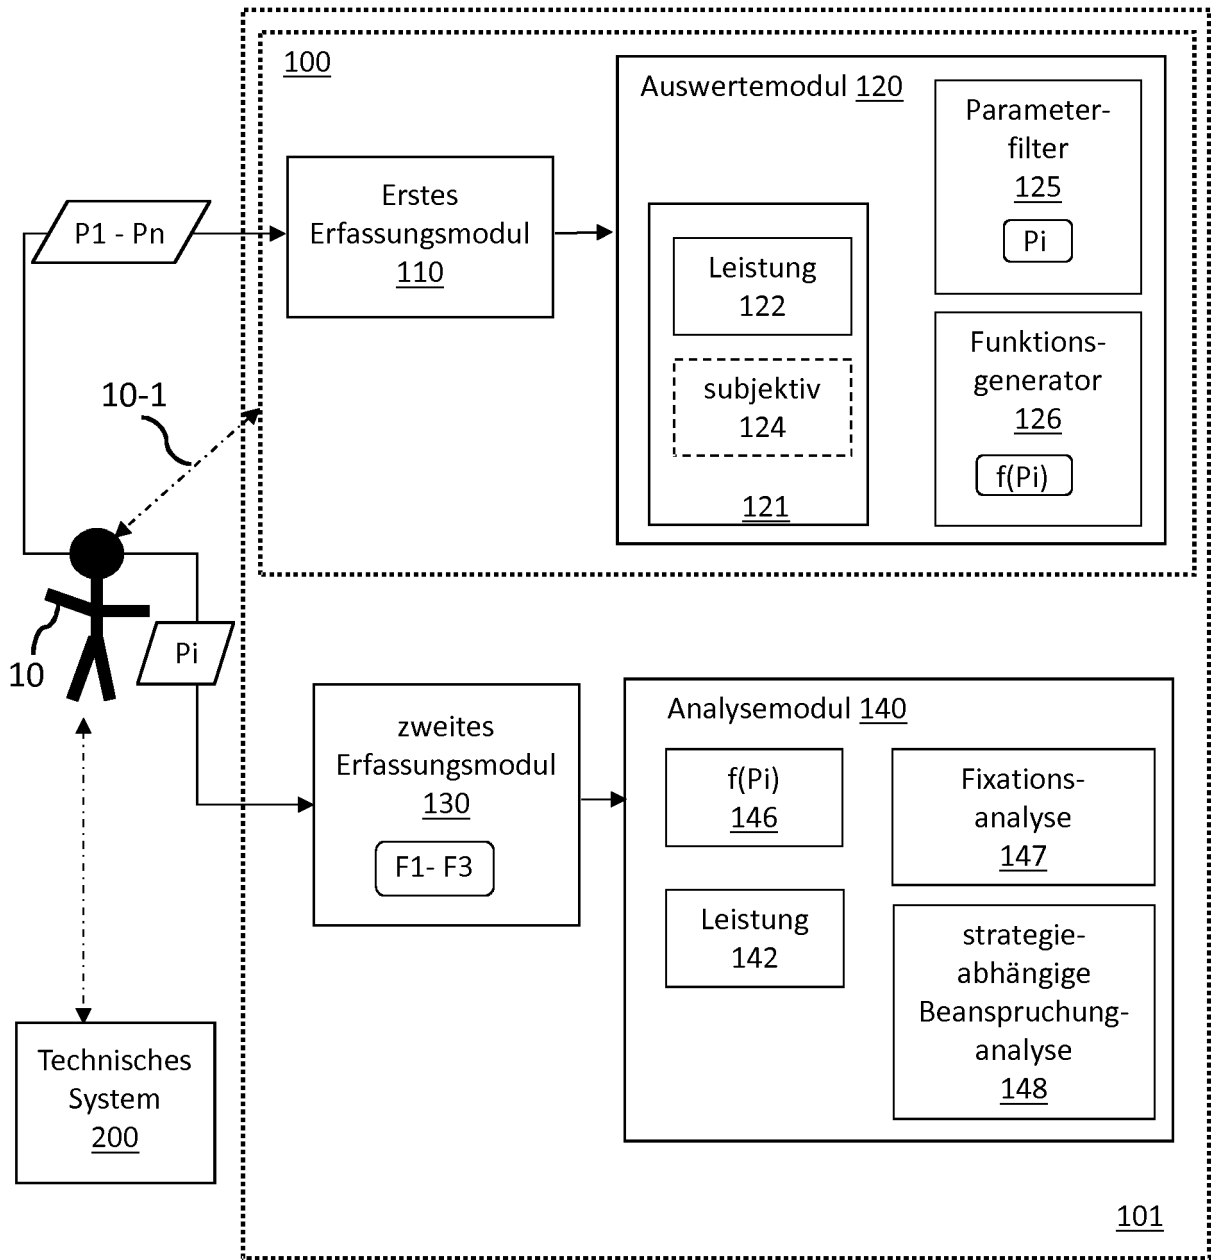 100
Auswertemodul 120
Parameter-
filter
125
Pi
Erstes
Erfassungsmodul
110
P1 - Pn
Leistung
122
subjektiv
124
121
Funktions-
generator
126
f(Pi)
10-1
10
Pi
zweites
Erfassungsmodul
130
F1- F3
Analysemodul 140
f(Pi)
146
Leistung
142
Fixations-
analyse
147
strategie-
abhängige
Beanspruchung-
analyse
148
Technisches
System
200
101